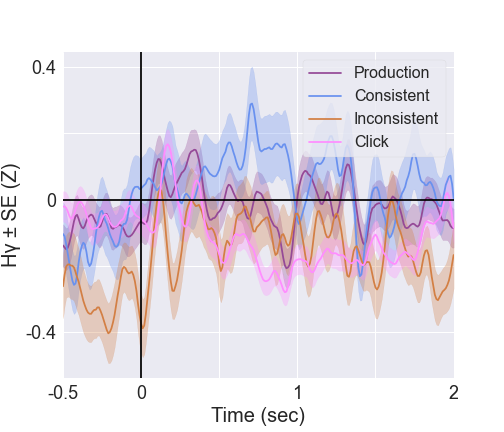 0.4
Production
Consistent
Inconsistent
Click
Hγ ± SE (Z)
0
-0.4
-0.5 0 1 2
Time (sec)